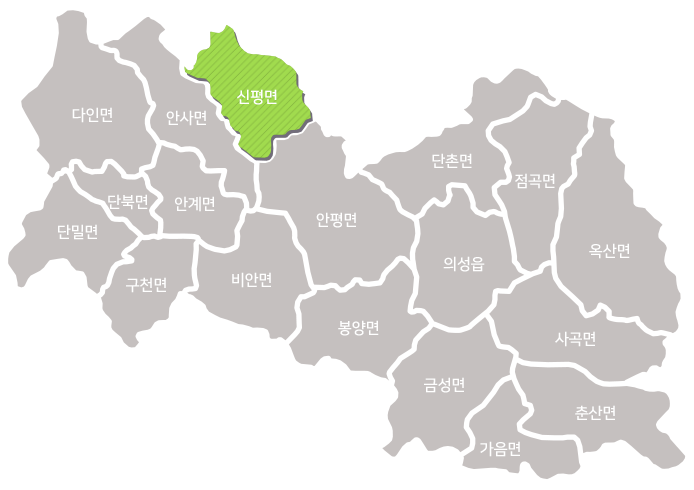 신평면
다인면
안사면
단촌면
점곡면
단북면
안계면
안평면
단밀면
옥산면
의성읍
구천면
비안면
봉양면
사곡면
금성면
춘산면
가음면